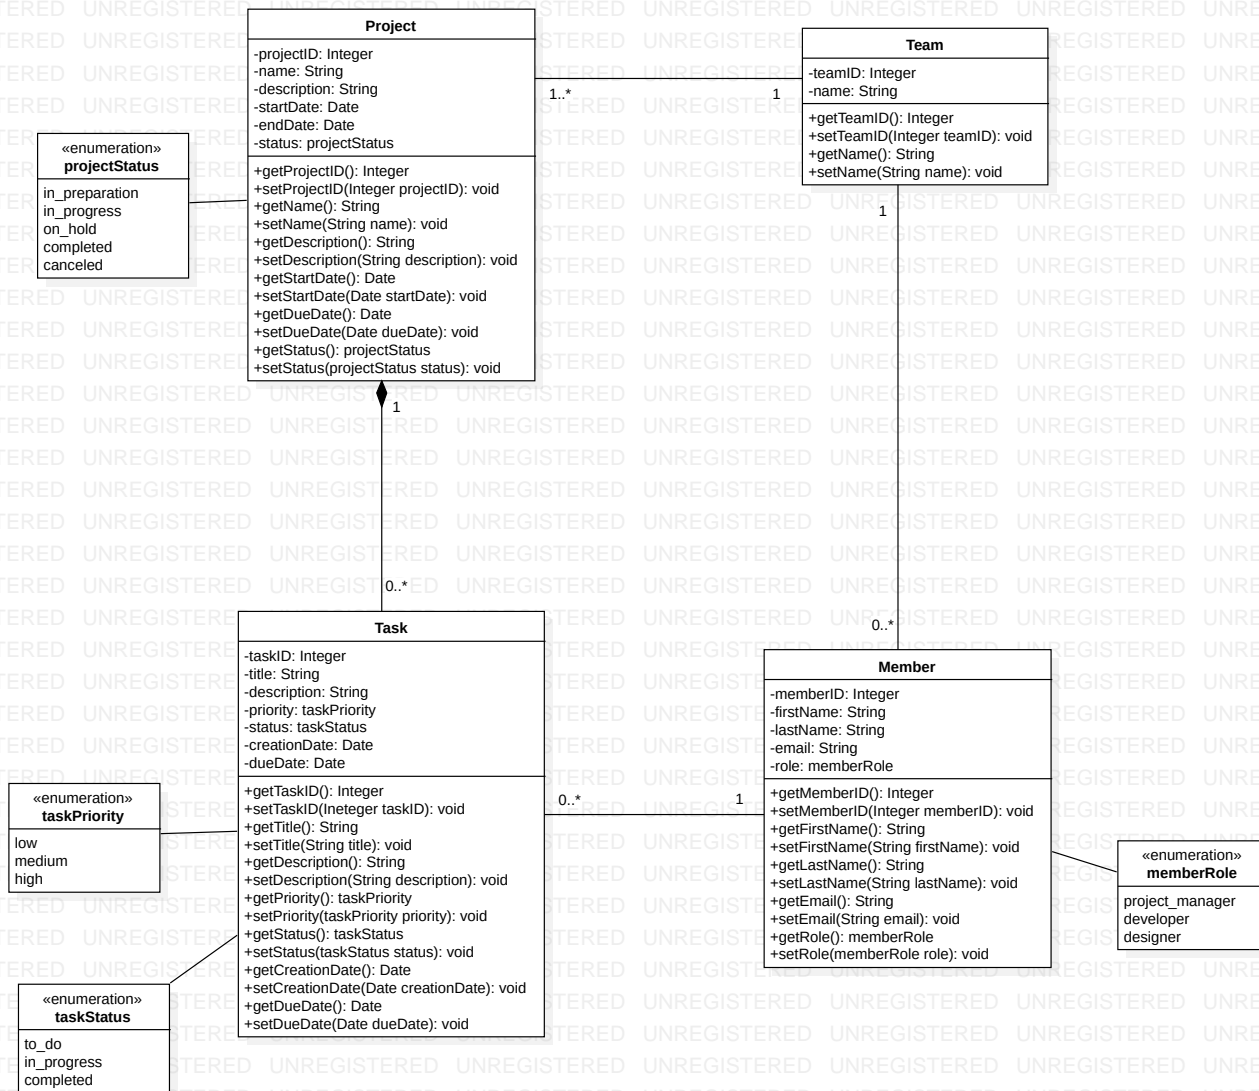 Project
-projectID: Integer
-name: String
-description: String
-startDate: Date
-endDate: Date
-status: projectStatus
+getProjectID(): Integer
+setProjectID(Integer projectID): void
+getName(): String
+setName(String name): void
+getDescription(): String
+setDescription(String description): void
+getStartDate(): Date
+setStartDate(Date startDate): void
+getDueDate(): Date
+setDueDate(Date dueDate): void
+getStatus(): projectStatus
+setStatus(projectStatus status): void
1..*
1
Team
-teamID: Integer
-name: String
+getTeamID(): Integer
+setTeamID(Integer teamID): void
+getName(): String
+setName(String name): void
«enumeration»
projectStatus
in_preparation
in_progress
on_hold
completed
canceled
1
0..*
1
0..*
Task
-taskID: Integer
-title: String
-description: String
-priority: taskPriority
-status: taskStatus
-creationDate: Date
-dueDate: Date
+getTaskID(): Integer
+setTaskID(Ineteger taskID): void
+getTitle(): String
+setTitle(String title): void
+getDescription(): String
+setDescription(String description): void
+getPriority(): taskPriority
+setPriority(taskPriority priority): void
+getStatus(): taskStatus
+setStatus(taskStatus status): void
+getCreationDate(): Date
+setCreationDate(Date creationDate): void
+getDueDate(): Date
+setDueDate(Date dueDate): void
0..*
1
Member
-memberID: Integer
-firstName: String
-lastName: String
-email: String
-role: memberRole
+getMemberID(): Integer
+setMemberID(Integer memberID): void
+getFirstName(): String
+setFirstName(String firstName): void
+getLastName(): String
+setLastName(String lastName): void
+getEmail(): String
+setEmail(String email): void
+getRole(): memberRole
+setRole(memberRole role): void
«enumeration»
taskPriority
low
medium
high
«enumeration»
memberRole
project_manager
developer
designer
«enumeration»
taskStatus
to_do
in_progress
completed
UNREGISTERED